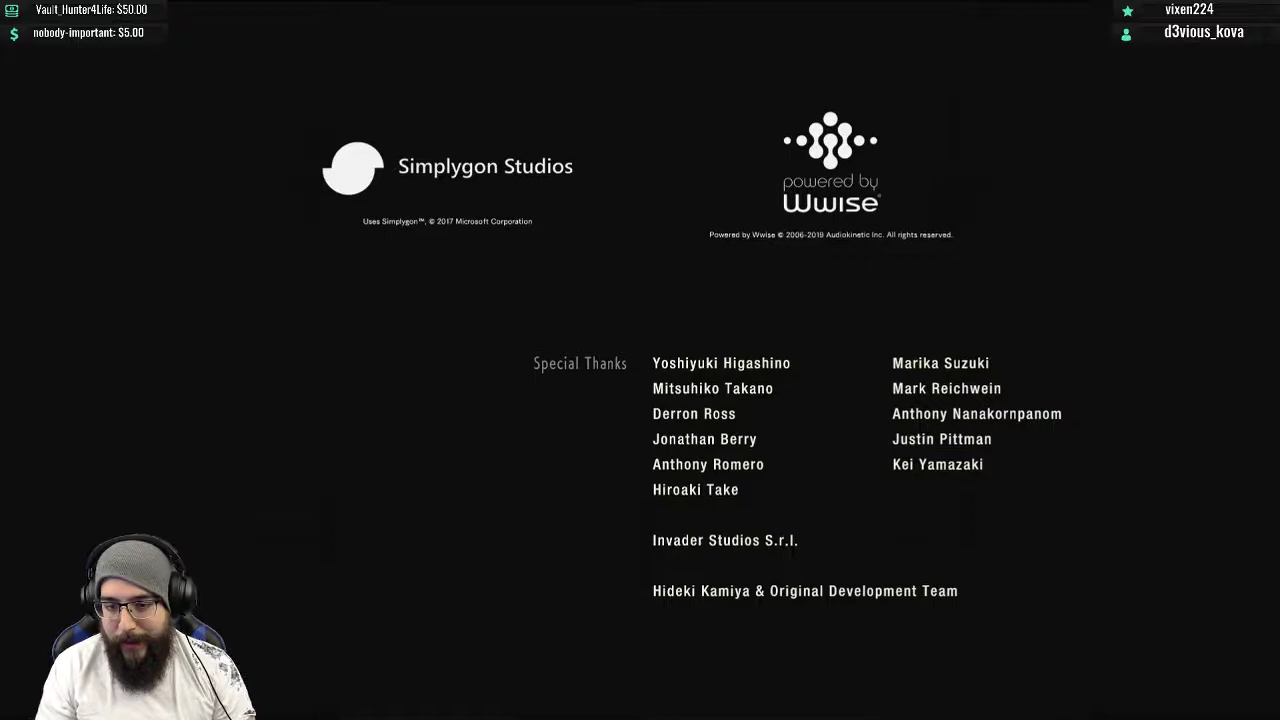 Vault_Hunter4Life: $50.00
nobody-important: $5.00
vixen224
d3vious_kova
Simplygon Studios
Uses Simplygon™, © 2017 Microsoft Corporation
powered by
Wwise
Powered by Wwise © 2006-2019 Audiokinetic Inc. All rights reserved.
Special Thanks
Yoshiyuki Higashino
Mitsuhiko Takano
Derron Ross
Jonathan Berry
Anthony Romero
Hiroaki Take
Marika Suzuki
Mark Reichwein
Anthony Nanakornpanom
Justin Pittman
Kei Yamazaki
Invader Studios S.r.l.
Hideki Kamiya & Original Development Team